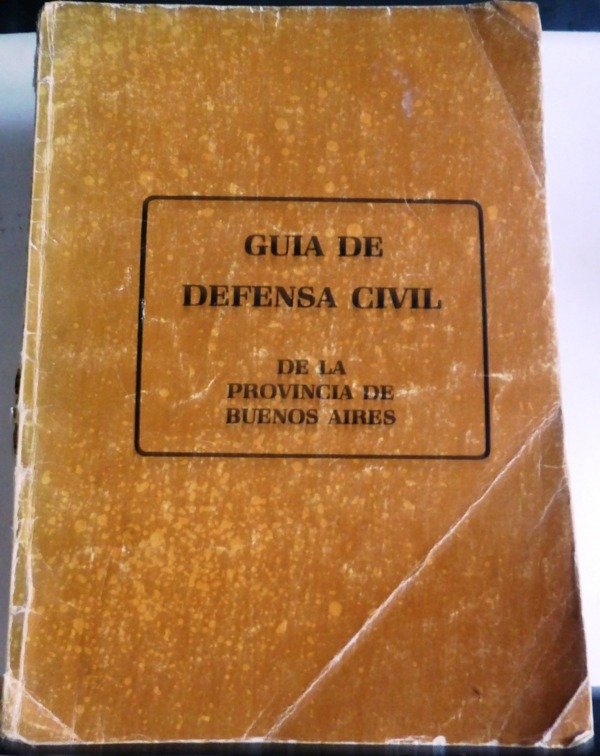 GUIA DE
DEFENSA CIVIL
DE LA
PROVINCIA DE
BUENOS AIRES